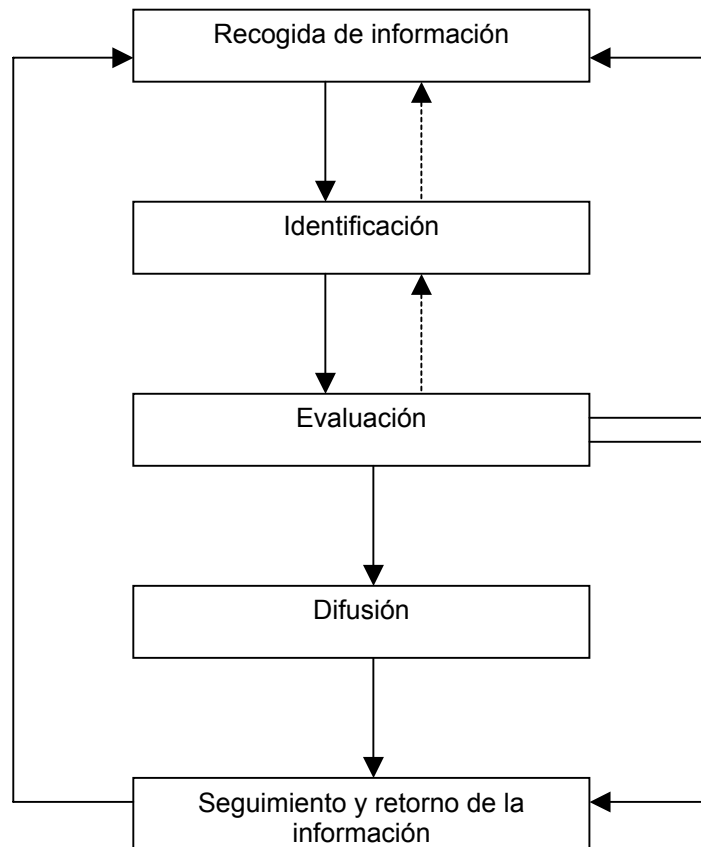 Recogida de información
Identificación
Evaluación
Difusión
Seguimiento y retorno de la
información